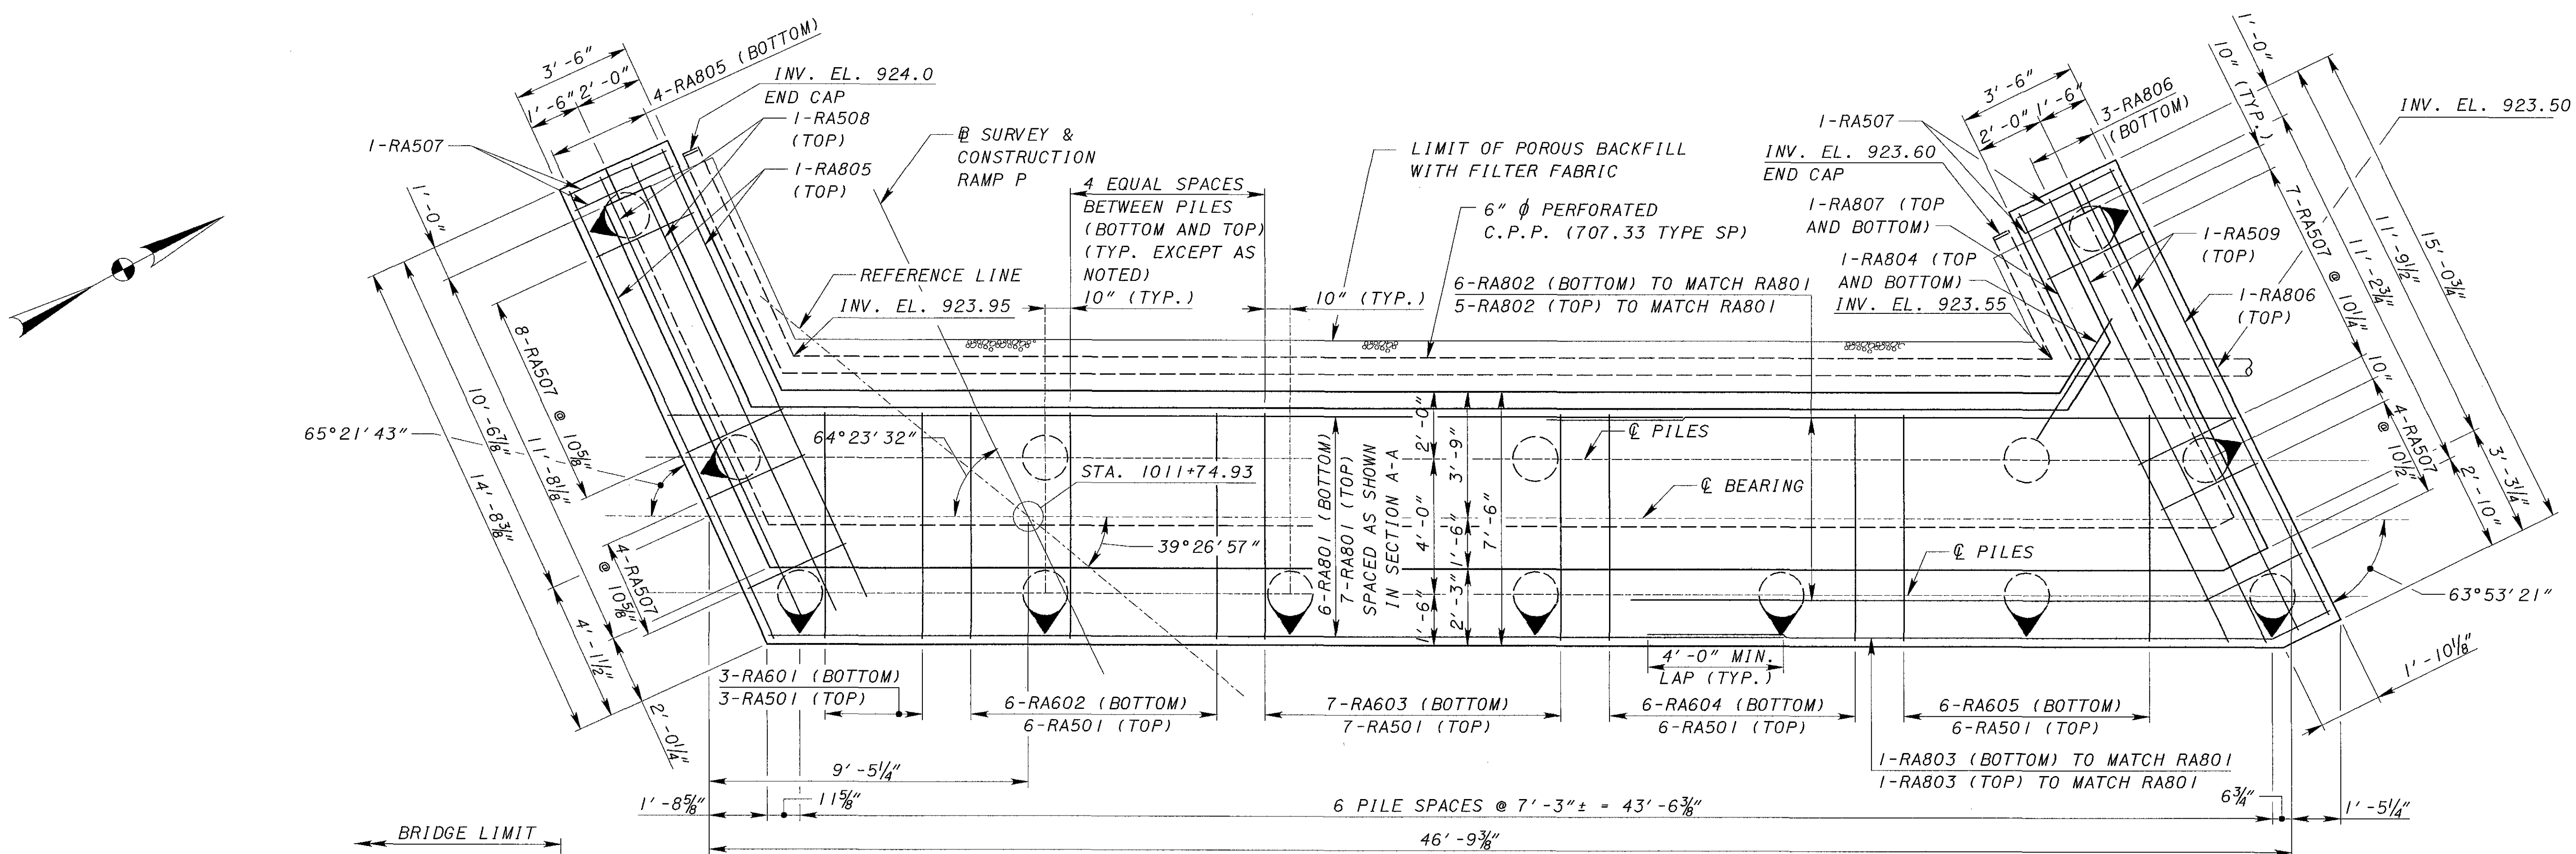 3'-6"
1'-6"
2'-0"
4-RA805 (BOTTOM)
INV. EL. 924.0
END CAP
1-RA507
1-RA508
(TOP)
1-RA805
(TOP)
1'-0"
8-RA507 @ 10⅝"
65°21'43"
10'-6⅞"
11'-8⅛"
14'-8⅜"
4-RA507
@ 10⅝"
4'-1½"
2'-0¼"
℄ SURVEY &
CONSTRUCTION
RAMP P
REFERENCE LINE
INV. EL. 923.95
64°23'32"
STA. 1011+74.93
39°26'57"
4 EQUAL SPACES
BETWEEN PILES
(BOTTOM AND TOP)
(TYP. EXCEPT AS
NOTED)
10" (TYP.)
10" (TYP.)
LIMIT OF POROUS BACKFILL
WITH FILTER FABRIC
6" ϕ PERFORATED
C.P.P. (707.33 TYPE SP)
6-RA802 (BOTTOM) TO MATCH RA801
5-RA802 (TOP) TO MATCH RA801
6-RA801 (BOTTOM)
7-RA801 (TOP)
SPACED AS SHOWN
IN SECTION A-A
2'-0"
4'-0"
1'-6"
3'-9"
1'-6"
2'-3"
7'-6"
℄ PILES
℄ BEARING
℄ PILES
3'-6"
2'-0"
1'-6"
3-RA806
(BOTTOM)
1-RA507
INV. EL. 923.60
END CAP
1-RA807 (TOP
AND BOTTOM)
1-RA804 (TOP
AND BOTTOM)
INV. EL. 923.55
1-RA509
(TOP)
1-RA806
(TOP)
INV. EL. 923.50
1'-0"
10" (TYP.)
7-RA507 @ 10¼"
11'-2¾"
11'-9½"
15'-0¾"
10"
4-RA507
@ 10½"
2'-10"
3'-3¼"
63°53'21"
1'-10⅛"
4'-0" MIN.
LAP (TYP.)
3-RA601 (BOTTOM)
3-RA501 (TOP)
6-RA602 (BOTTOM)
6-RA501 (TOP)
7-RA603 (BOTTOM)
7-RA501 (TOP)
6-RA604 (BOTTOM)
6-RA501 (TOP)
6-RA605 (BOTTOM)
6-RA501 (TOP)
1-RA803 (BOTTOM) TO MATCH RA801
1-RA803 (TOP) TO MATCH RA801
9'-5¼"
1'-8⅝"
11⅝"
6 PILE SPACES @ 7'-3"± = 43'-6⅜"
6¾"
1'-5¼"
46'-9⅜"
BRIDGE LIMIT